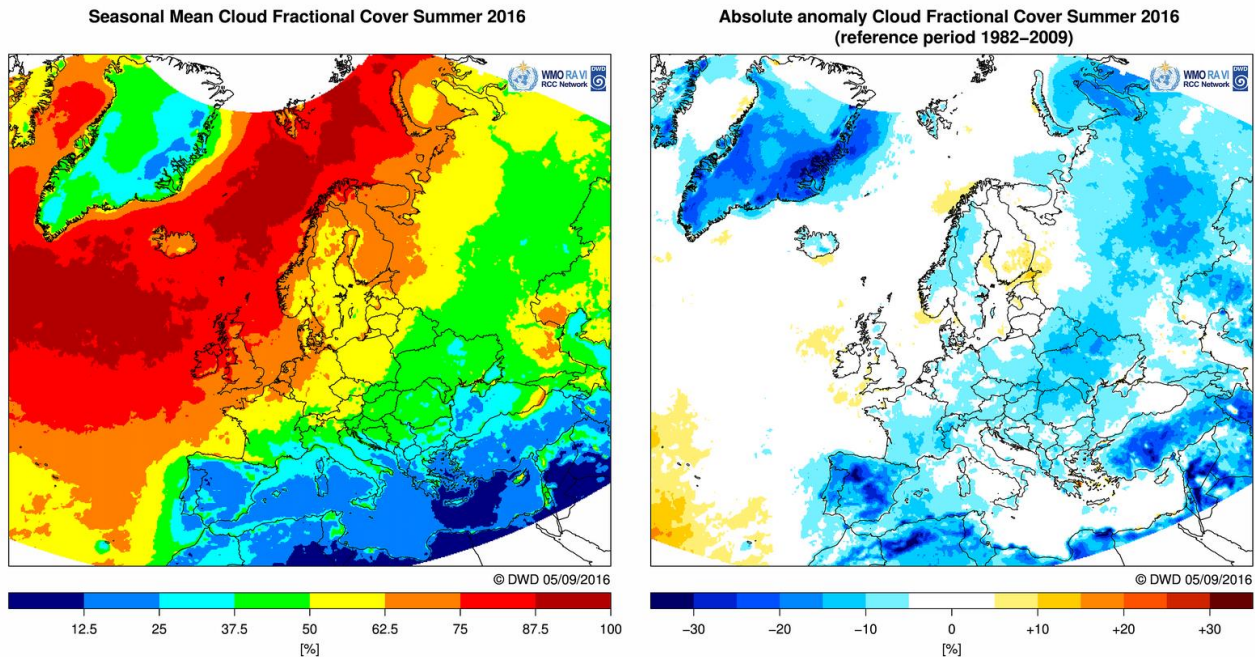 Seasonal Mean Cloud Fractional Cover Summer 2016
WMO RA VI
RCC Network
DWD
© DWD 05/09/2016
12.5 25 37.5 50 62.5 75 87.5 100
[%]
Absolute anomaly Cloud Fractional Cover Summer 2016
(reference period 1982−2009)
WMO RA VI
RCC Network
DWD
© DWD 05/09/2016
−30 −20 −10 0 +10 +20 +30
[%]